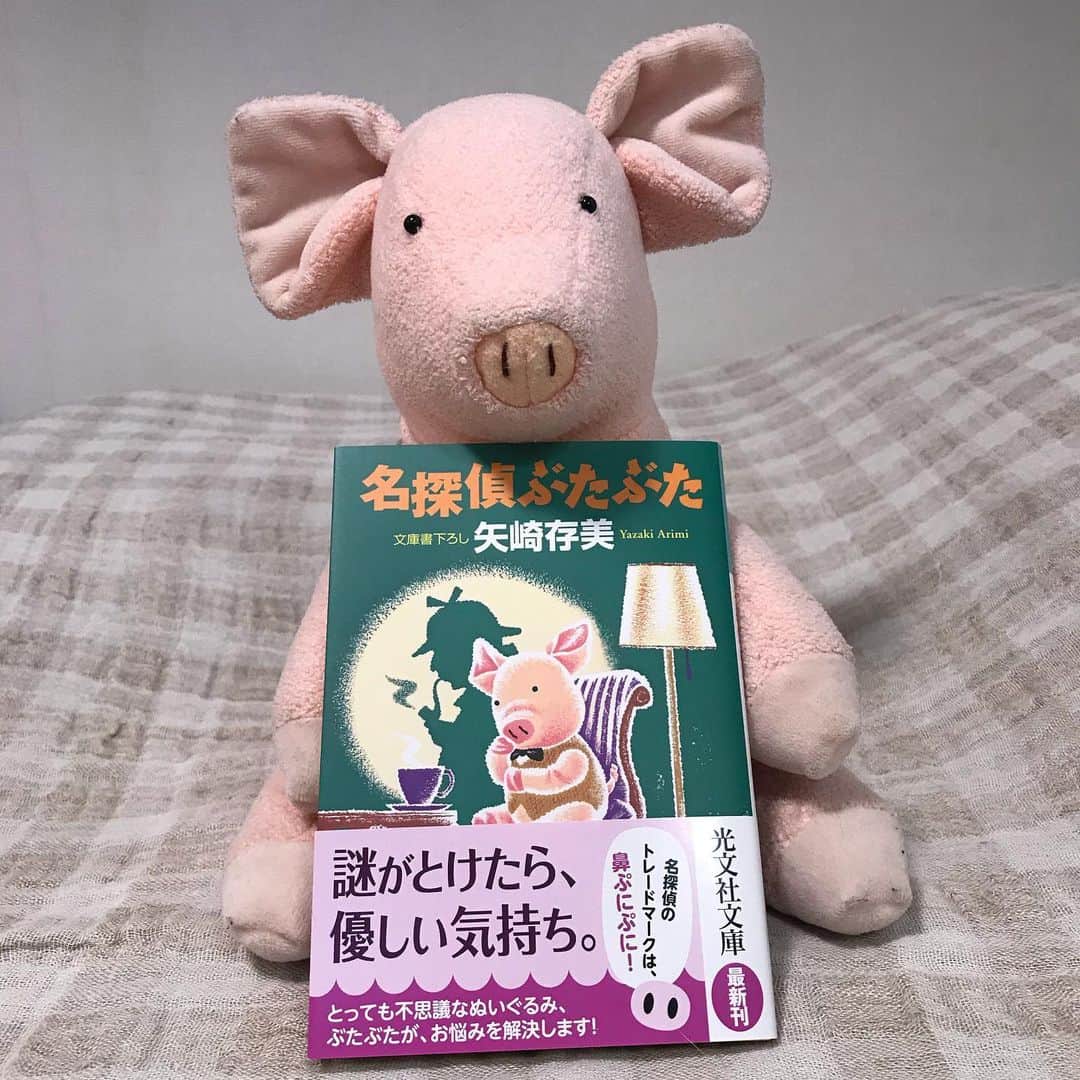 名探偵ぶたぶた
文庫書下ろし 矢崎存美 Yazaki Arimi
謎がとけたら、
優しい気持ち。
名探偵の
トレードマークは、
鼻ぷにぷに!
とっても不思議なぬいぐるみ、
ぶたぶたが、お悩みを解決します!
光文社文庫
最新刊